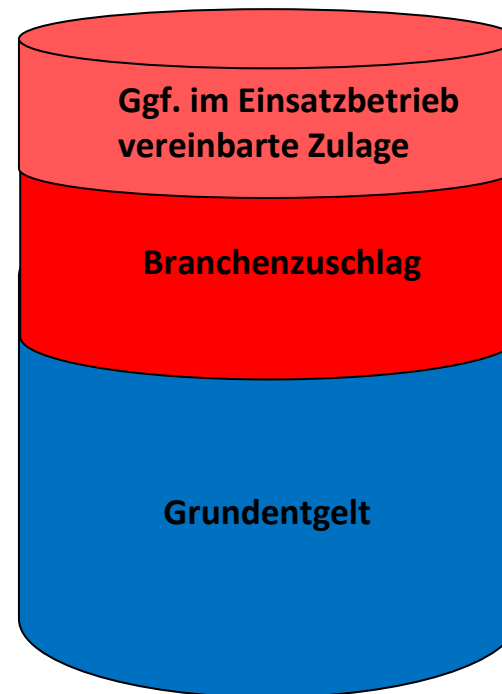 Ggf. im Einsatzbetrieb
vereinbarte Zulage
Branchenzuschlag
Grundentgelt